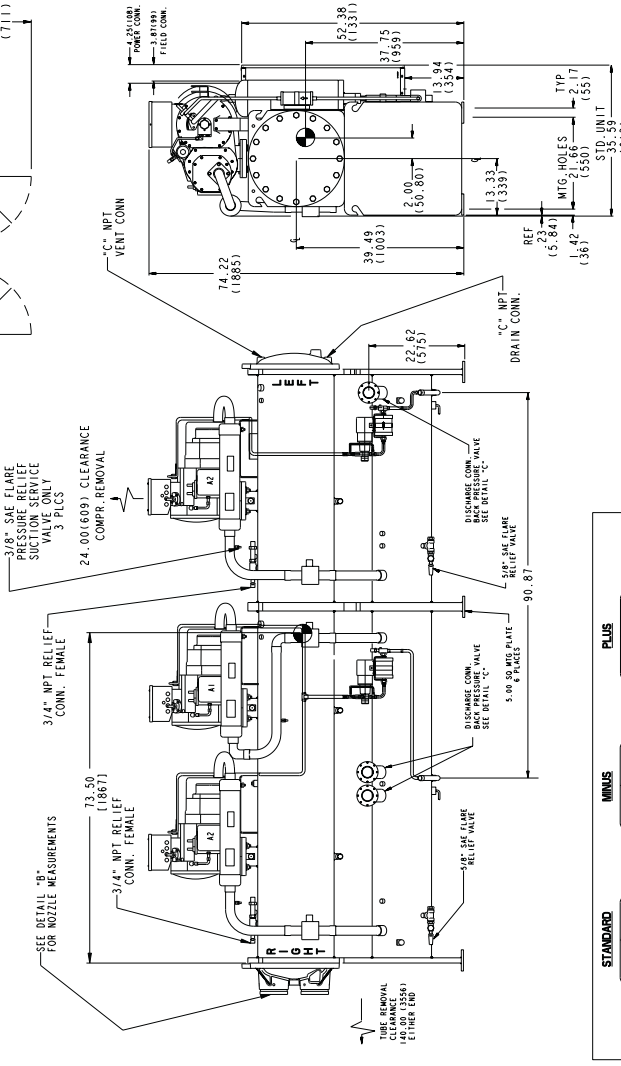 (711)
4.25(108)
POWER CONN.
3.87(99)
FIELD CONN.
52.38
(1331)
37.75
(959)
13.94
(354)
TYP
2.17
(55)
MTG.HOLES
21.66
(550)
STD.UNIT
35.59
2.00
(50.80)
13.33
(339)
REF
.23
(5.84)
1.42
(36)
39.49
(1003)
74.22
(1885)
"C" NPT
VENT CONN
"C" NPT
DRAIN CONN.
22.62
(575)
LEFT
3/8" SAE FLARE
PRESSURE RELIEF
SUCTION SERVICE
VALVE ONLY
3 PLCS
24.00(609) CLEARANCE
COMPR.REMOVAL
3/4" NPT RELIEF
CONN. FEMALE
A2
A1
A2
73.50
[1867]
3/4" NPT RELIEF
CONN. FEMALE
SEE DETAIL "B"
FOR NOZZLE MEASUREMENTS
RIGHT
TUBE REMOVAL
CLEARANCE
140.00 (3556)
EITHER END
DISCHARGE CONN.
BACK PRESSURE VALVE
SEE DETAIL "C"
5/8" SAE FLARE
RELIEF VALVE
90.87
5.00 SQ MTG PLATE
6 PLACES
DISCHARGE CONN.
BACK PRESSURE VALVE
SEE DETAIL "C"
5/8" SAE FLARE
RELIEF VALVE
STANDARD
MINUS
PLUS